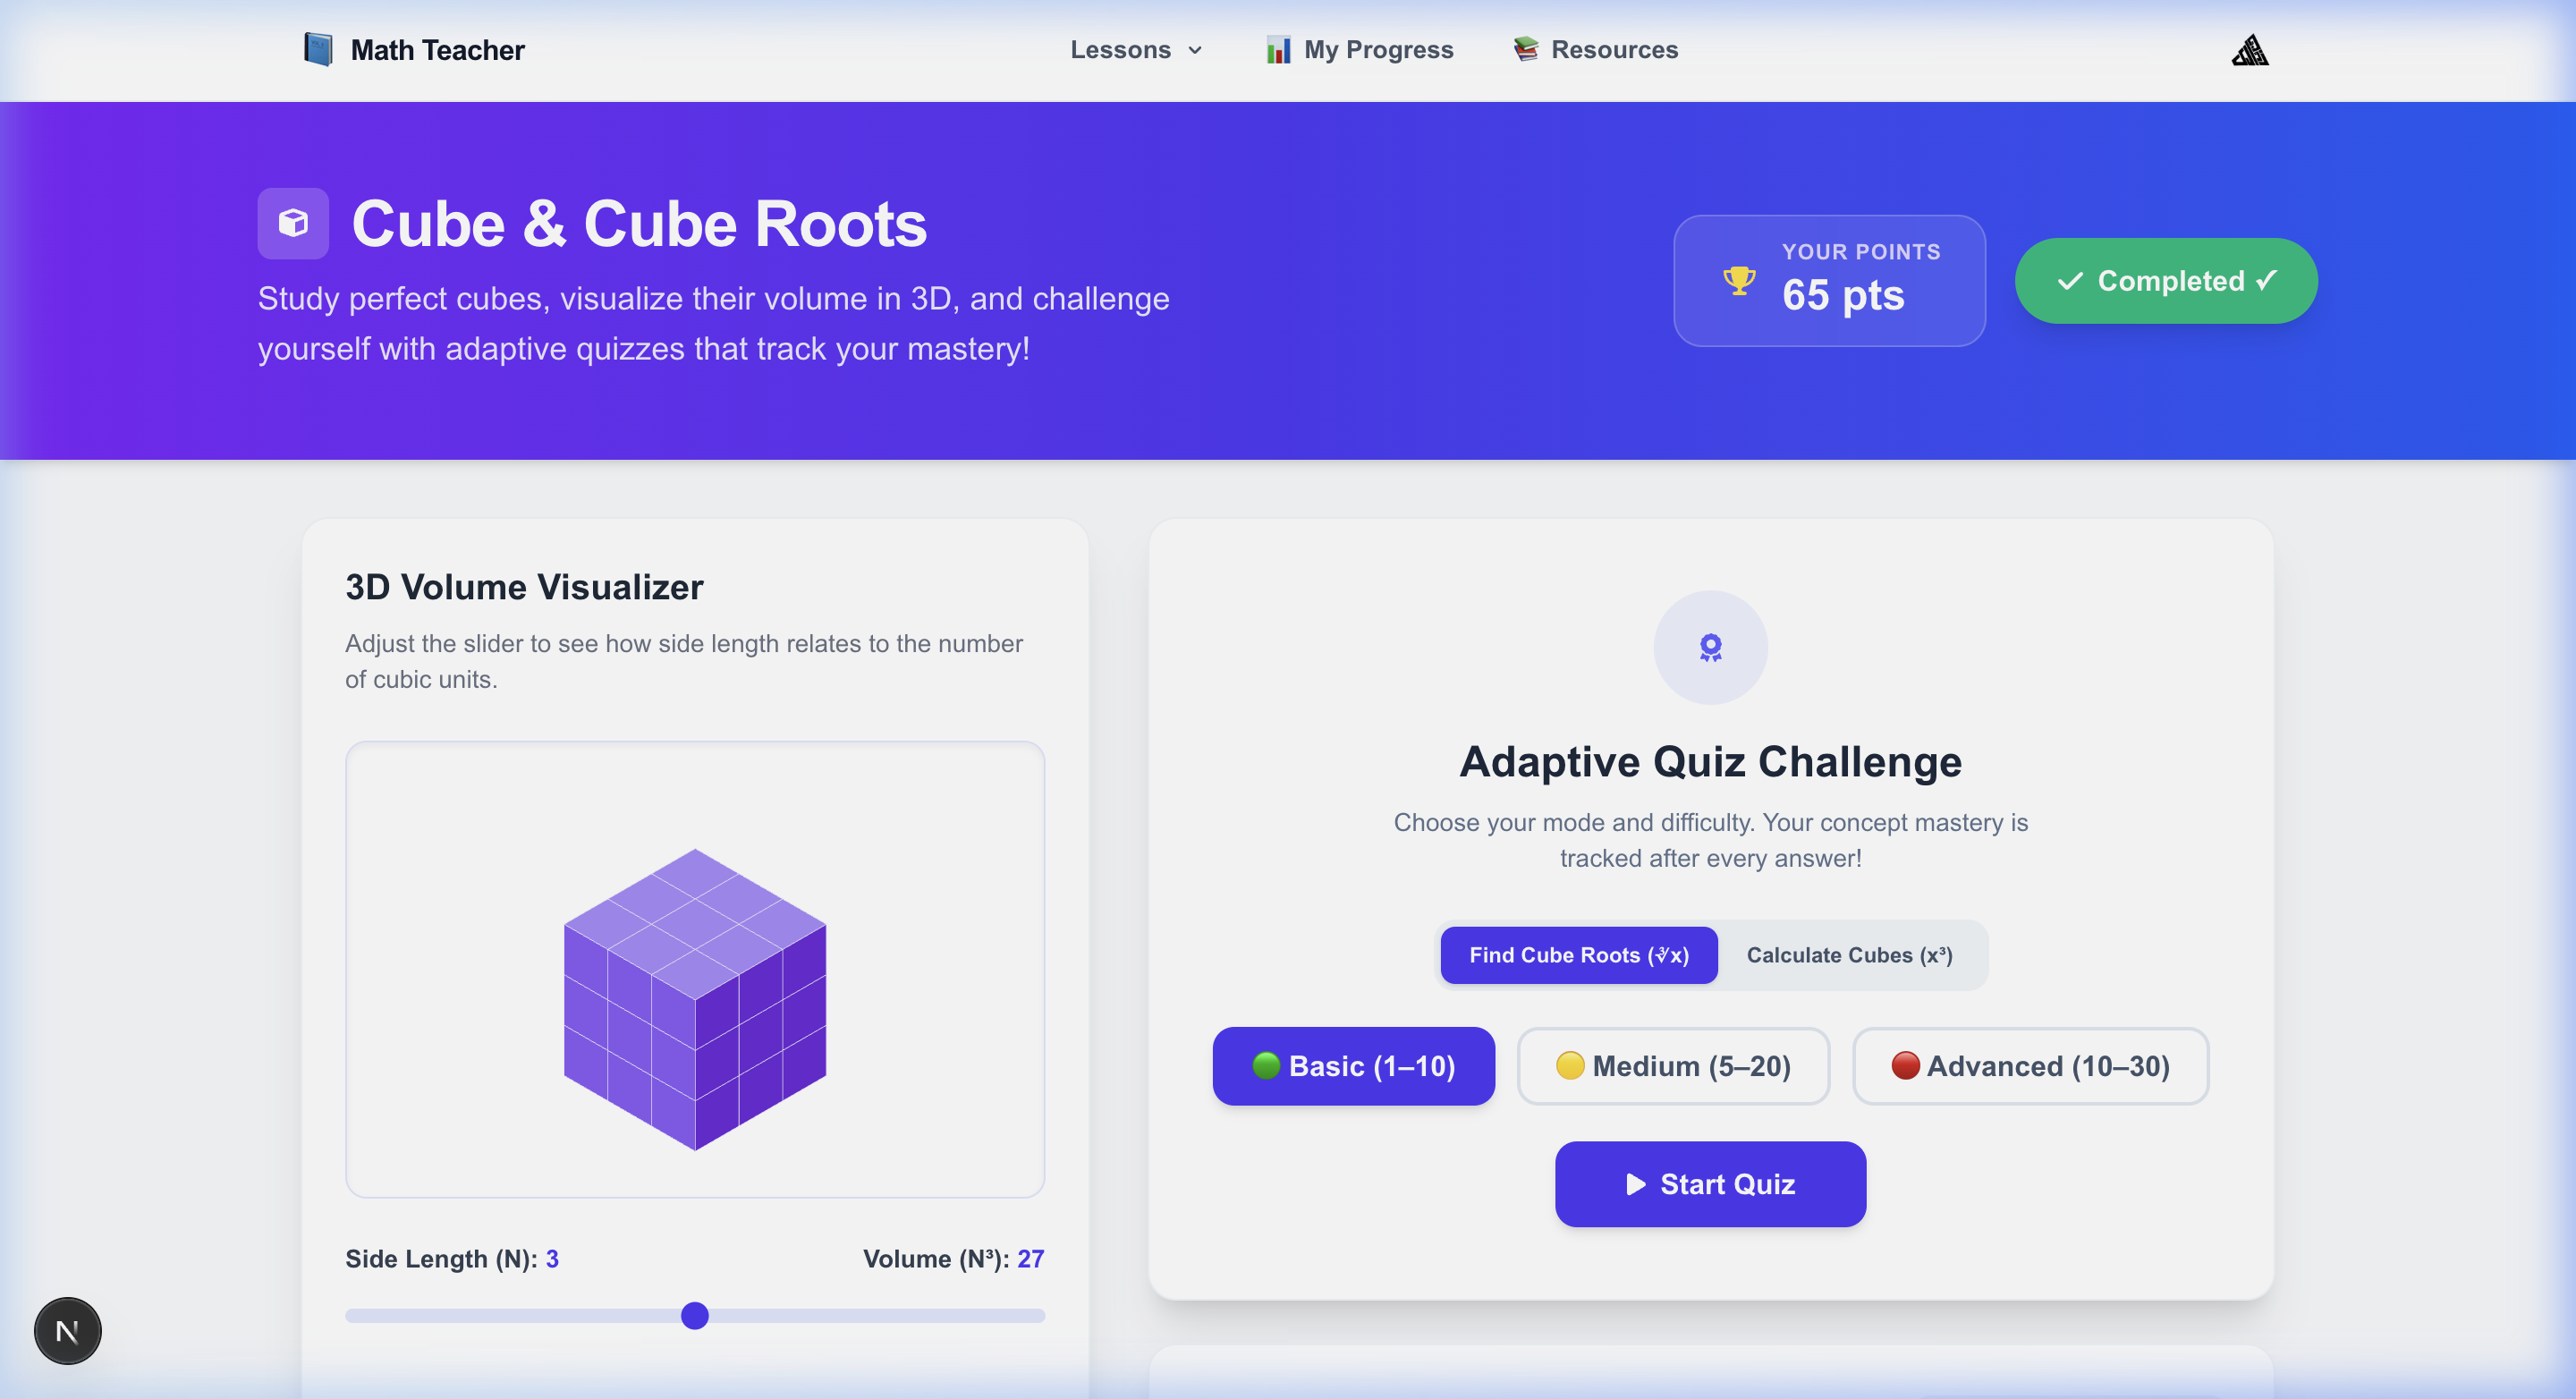 Math Teacher
Lessons
My Progress
Resources
Cube & Cube Roots
Study perfect cubes, visualize their volume in 3D, and challenge
yourself with adaptive quizzes that track your mastery!
YOUR POINTS
65 pts
Completed ✓
3D Volume Visualizer
Adjust the slider to see how side length relates to the number
of cubic units.
Side Length (N): 3
Volume (N³): 27
Adaptive Quiz Challenge
Choose your mode and difficulty. Your concept mastery is
tracked after every answer!
Find Cube Roots (∛x)
Calculate Cubes (x³)
Basic (1–10)
Medium (5–20)
Advanced (10–30)
Start Quiz
N